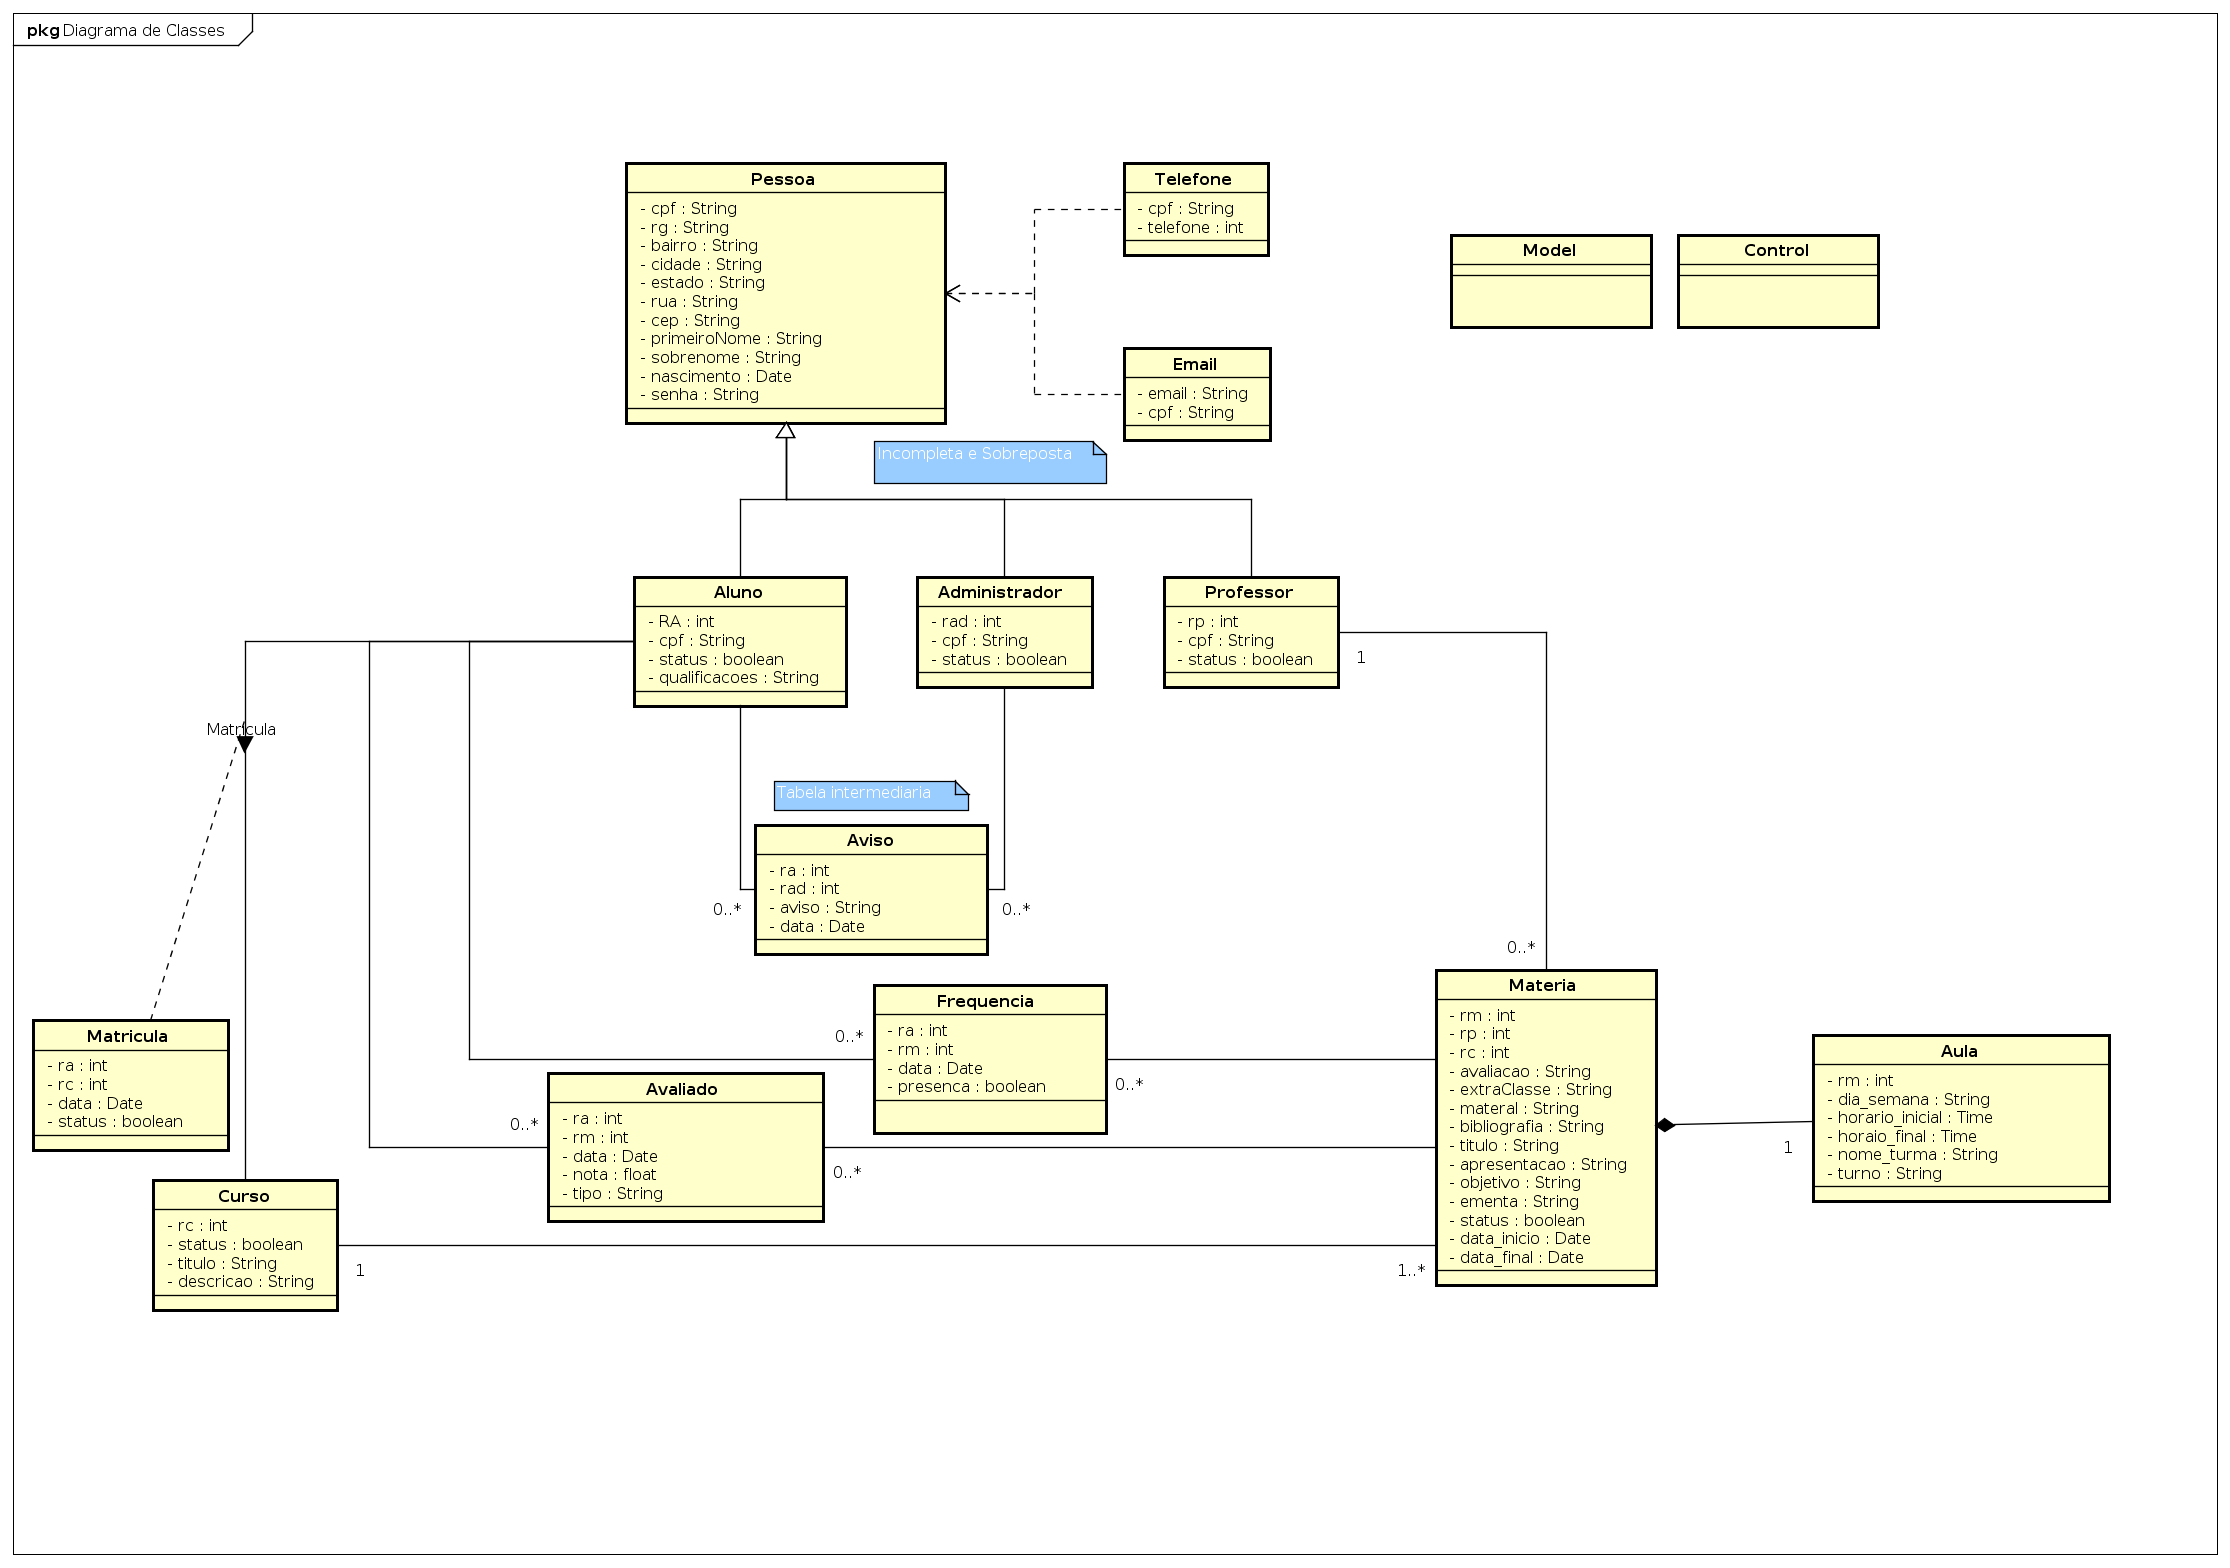 pkg Diagrama de Classes
Pessoa
- cpf : String
- rg : String
- bairro : String
- cidade : String
- estado : String
- rua : String
- cep : String
- primeiroNome : String
- sobrenome : String
- nascimento : Date
- senha : String
Telefone
- cpf : String
- telefone : int
Model
Control
Email
- email : String
- cpf : String
Incompleta e Sobreposta
Aluno
- RA : int
- cpf : String
- status : boolean
- qualificacoes : String
Administrador
- rad : int
- cpf : String
- status : boolean
Professor
- rp : int
- cpf : String
- status : boolean
1
Matrícula
Tabela intermediaria
Aviso
- ra : int
- rad : int
- aviso : String
- data : Date
0..*
0..*
0..*
Materia
- rm : int
- rp : int
- rc : int
- avaliacao : String
- extraClasse : String
- materal : String
- bibliografia : String
- titulo : String
- apresentacao : String
- objetivo : String
- ementa : String
- status : boolean
- data_inicio : Date
- data_final : Date
Frequencia
- ra : int
- rm : int
- data : Date
- presenca : boolean
0..*
0..*
Matricula
- ra : int
- rc : int
- data : Date
- status : boolean
Aula
- rm : int
- dia_semana : String
- horario_inicial : Time
- horaio_final : Time
- nome_turma : String
- turno : String
1
Avaliado
- ra : int
- rm : int
- data : Date
- nota : float
- tipo : String
0..*
0..*
Curso
- rc : int
- status : boolean
- titulo : String
- descricao : String
1
1..*